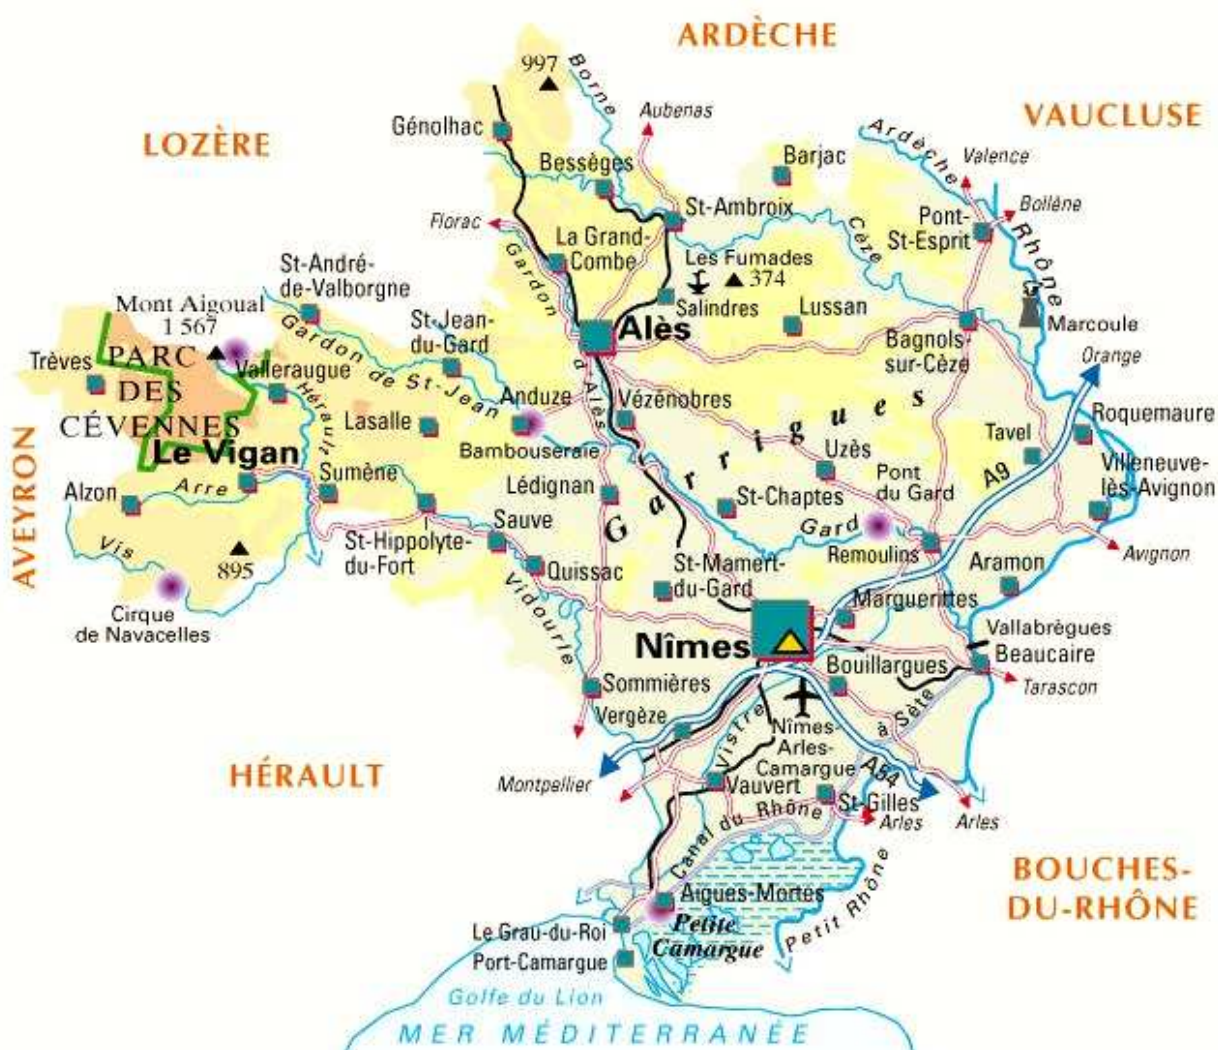 ARDÈCHE
997
Borne
VAUCLUSE
Aubenas
Génolhac
LOZÈRE
Ardèche
Bessèges
Barjac
Valence
Florac
St-Ambroix
Bollène
Pont-
St-Esprit
Rhône
La Grand-
Combe
Cèze
Gardon
d'Alès
Les Fumades
374
St-André-
de-Valborgne
Salindres
Lussan
Mont Aigoual
1 567
St-Jean-
du-Gard
Alès
Marcoule
Bagnols-
sur-Cèze
Orange
Gardon de St-Jean
Trèves
PARC
DES
CÉVENNES
Valleraugue
Hérault
Anduze
Vézénobres
Lasalle
Garrigues
Roquemaure
Tavel
Bambouseraie
Le Vigan
Uzès
Villeneuve-
lès-Avignon
AVEYRON
Sumène
Pont
du Gard
A9
Alzon
Arre
Lédignan
St-Chaptes
Sauve
Gard
Vis
St-Hippolyte-
du-Fort
Remoulins
Avignon
895
Quissac
St-Mamert-
du-Gard
Aramon
Vidourle
Marguerittes
Cirque
de Navacelles
Nîmes
Vallabrègues
Beaucaire
Bouillargues
Sommières
Tarascon
Vergèze
Vistre
Nîmes-
Arles-
Camargue
à Sète
HÉRAULT
Montpellier
A54
Vauvert
St-Gilles
Canal du Rhône
Arles
Arles
Petit Rhône
BOUCHES-
DU-RHÔNE
Aigues-Mortes
Le Grau-du-Roi
Petite
Camargue
Port-Camargue
Golfe du Lion
MER MÉDITERRANÉE